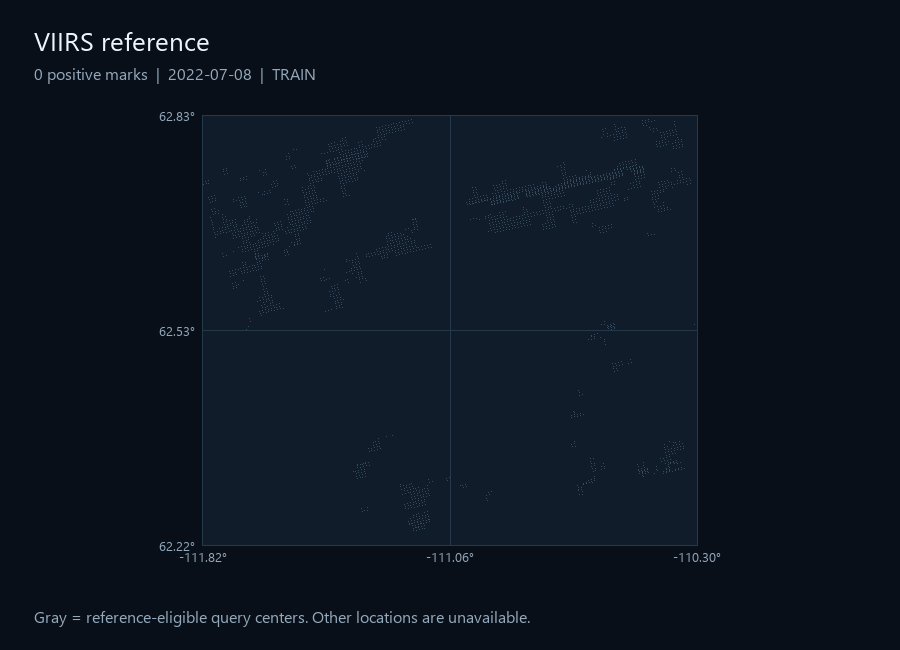 VIIRS reference
0 positive marks  |  2022-07-08  |  TRAIN
62.83°
62.53°
62.22°
-111.82°
-111.06°
-110.30°
Gray = reference-eligible query centers. Other locations are unavailable.